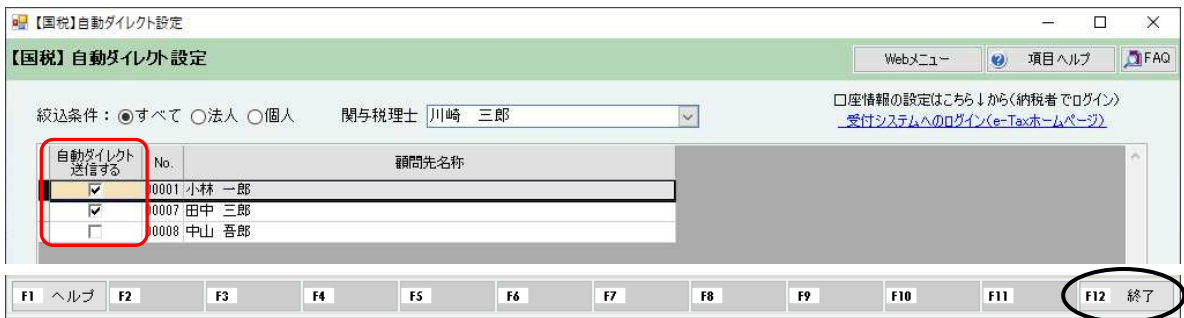 【国税】自動ダイレクト設定
【国税】自動ダイレクト設定
Webメニュー 項目ヘルプ FAQ
口座情報の設定はこちら↓から(納税者でログイン)
絞込条件：すべて 法人 個人 関与税理士 川崎 三郎
受付システムへのログイン(e-Taxホームページ)
自動ダイレクト
送信する No. 顧問先名称
00001 小林 一郎
00007 田中 三郎
00008 中山 吾郎
F1 ヘルプ F2 F3 F4 F5 F6 F7 F8 F9 F10 F11 F12 終了